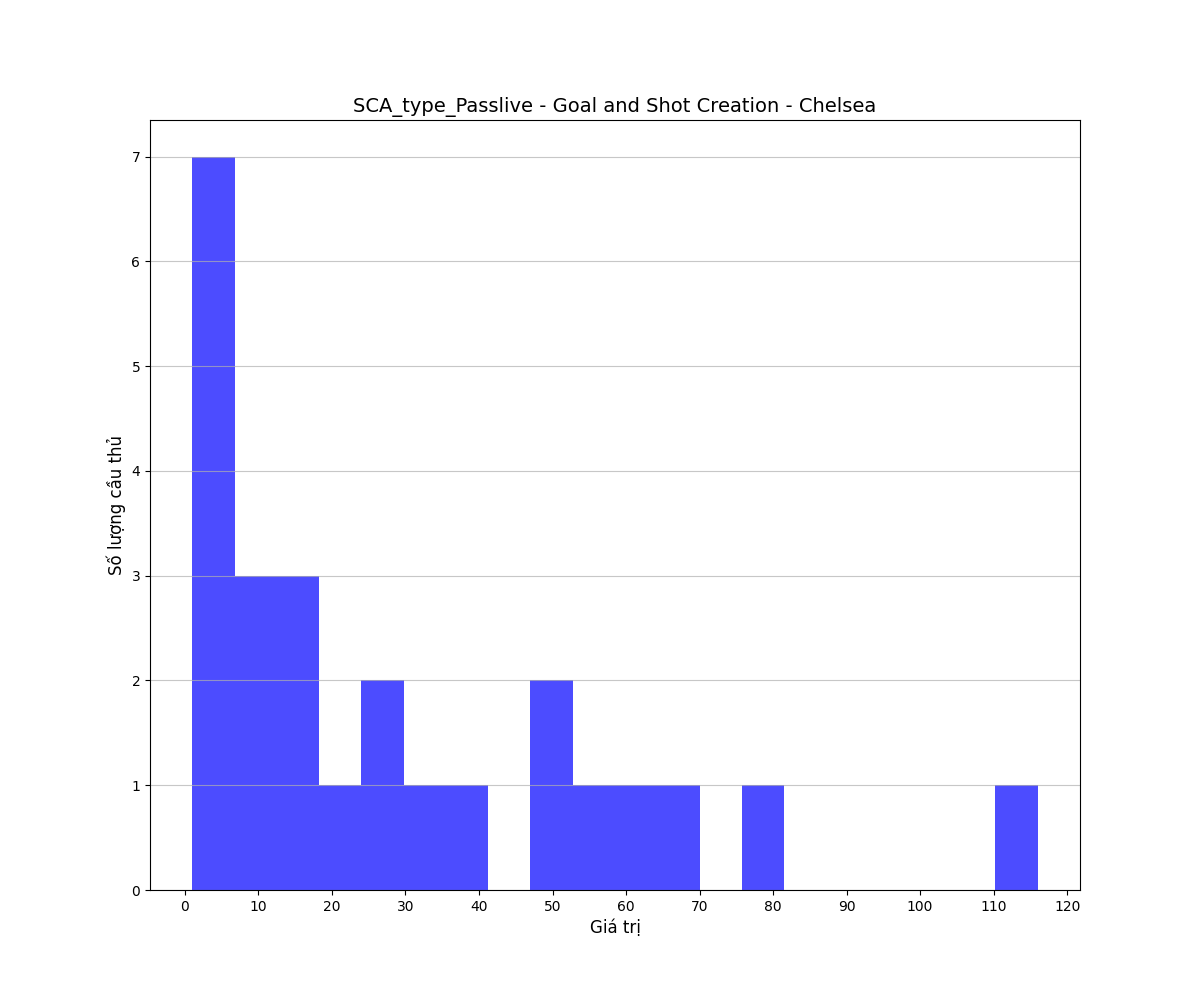 SCA_type_Passlive - Goal and Shot Creation - Chelsea
7
6
5
4
3
2
1
0
Số lượng cầu thủ
0 10 20 30 40 50 60 70 80 90 100 110 120
Giá trị